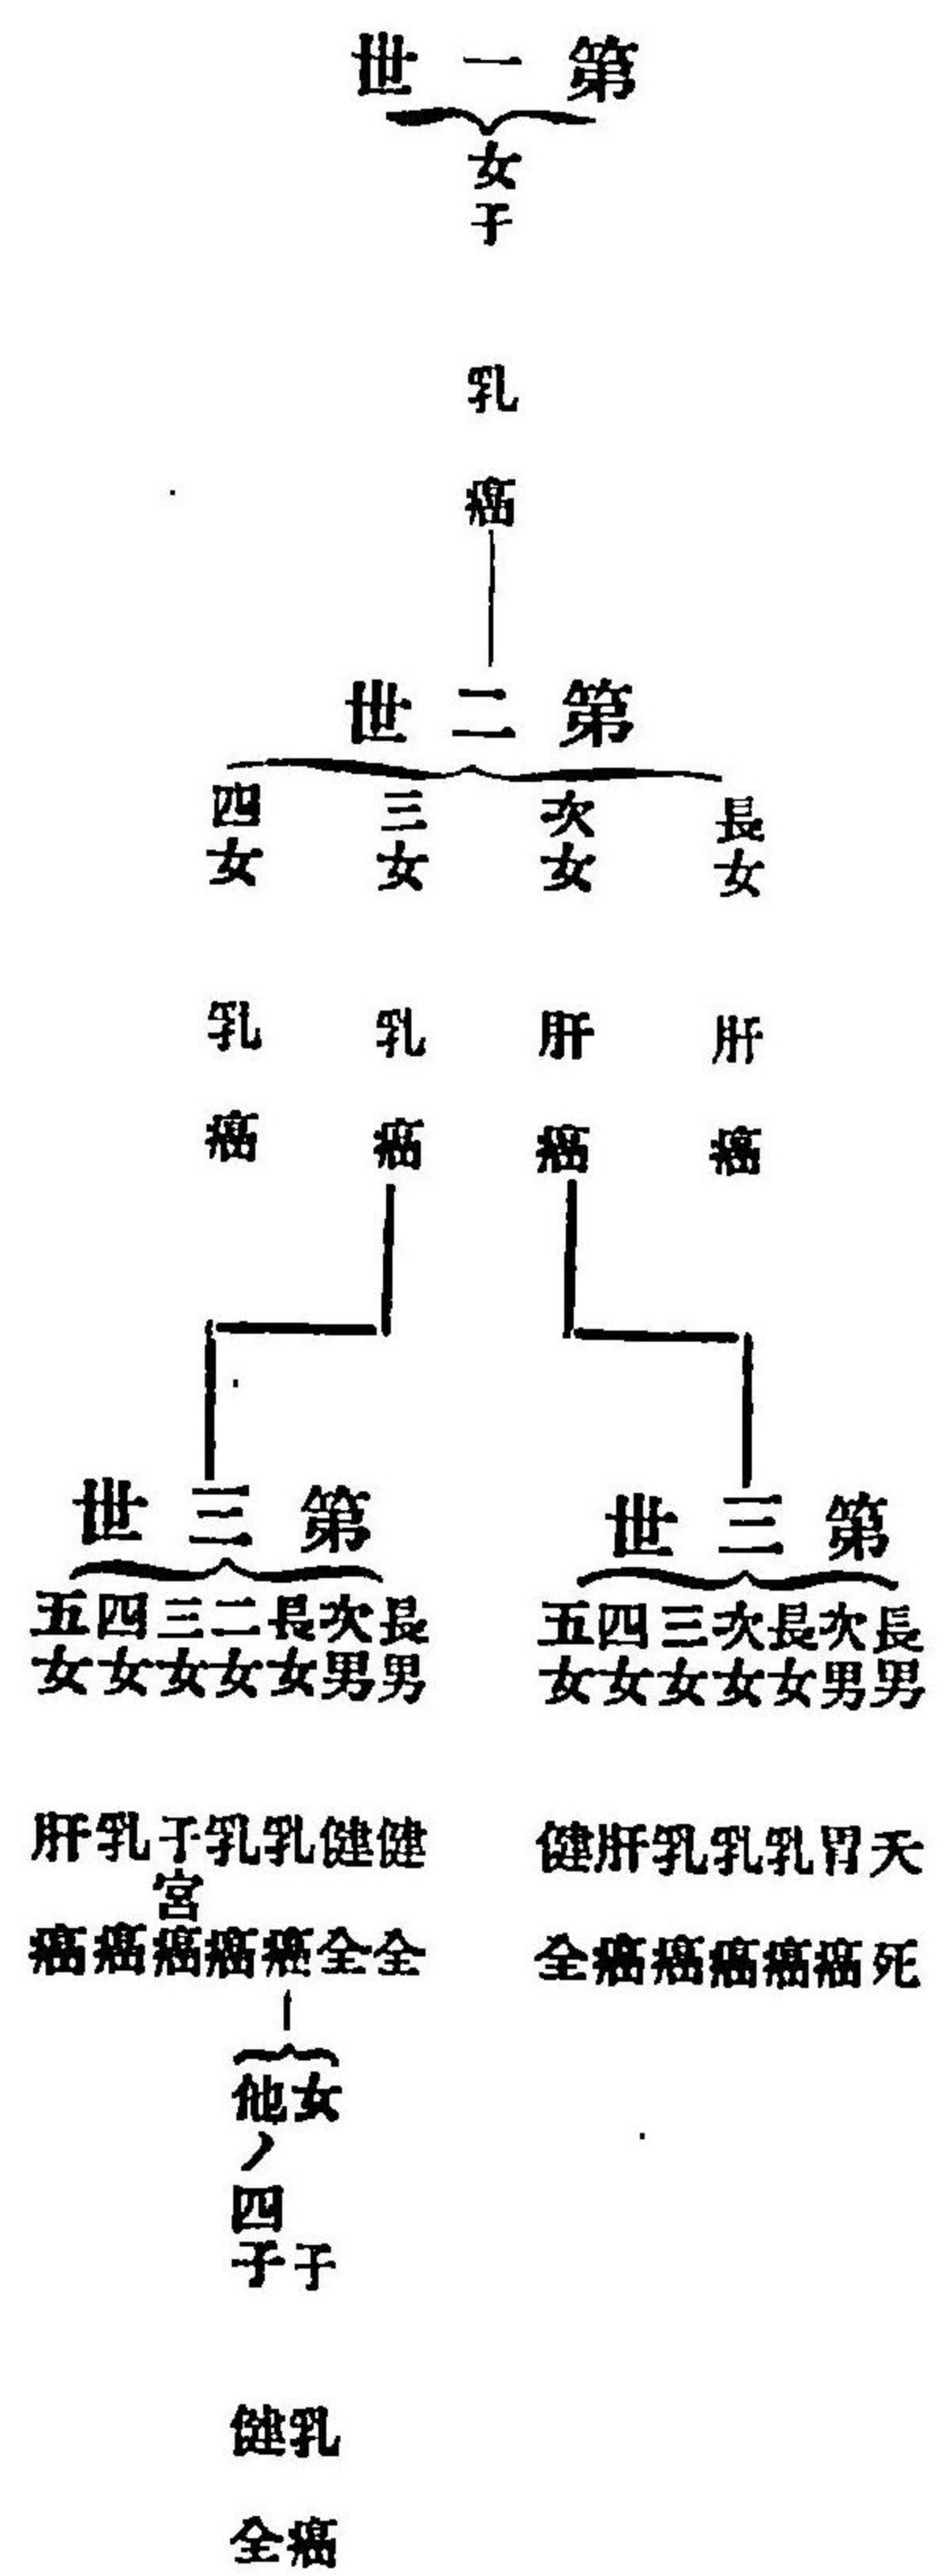 第一世
女子
乳癌
第二世
長女 肝癌
次女 肝癌
三女 乳癌
四女 乳癌
第三世
長男 夭死
次男 胃癌
長女 乳癌
次女 乳癌
三女 乳癌
四女 肝癌
五女 健全
第三世
長男 健全
次男 健全
長女 乳癌
二女 乳癌
三女 子宮癌
四女 乳癌
五女 肝癌
女子 乳癌
他ノ四子 健全